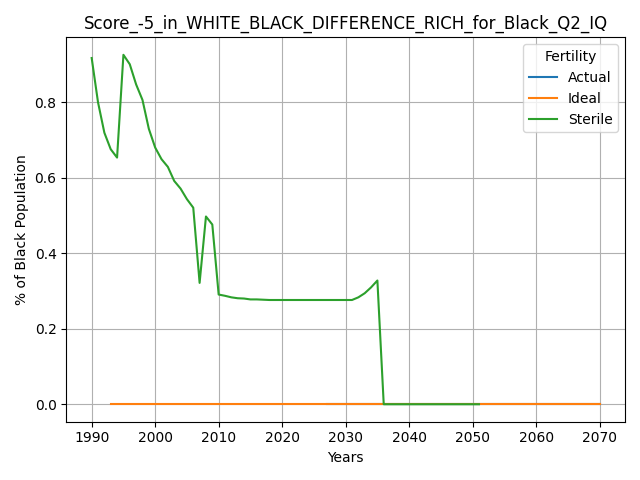 Score_-5_in_WHITE_BLACK_DIFFERENCE_RICH_for_Black_Q2_IQ
Fertility
Actual
Ideal
Sterile
% of Black Population
0.8
0.6
0.4
0.2
0.0
1990 2000 2010 2020 2030 2040 2050 2060 2070
Years